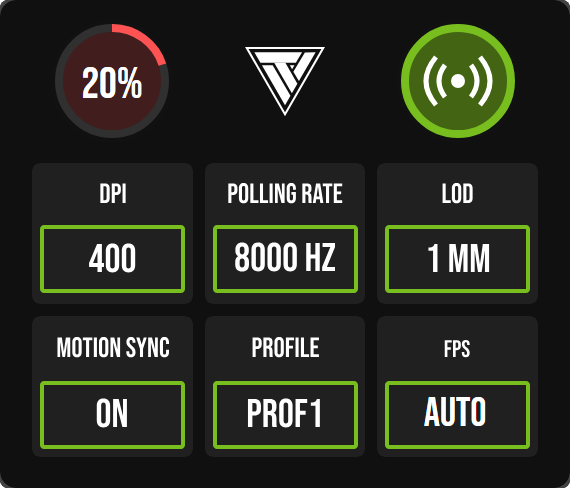 20%
DPI
POLLING RATE
LOD
400
8000 HZ
1 MM
MOTION SYNC
PROFILE
FPS
ON
PROF1
AUTO